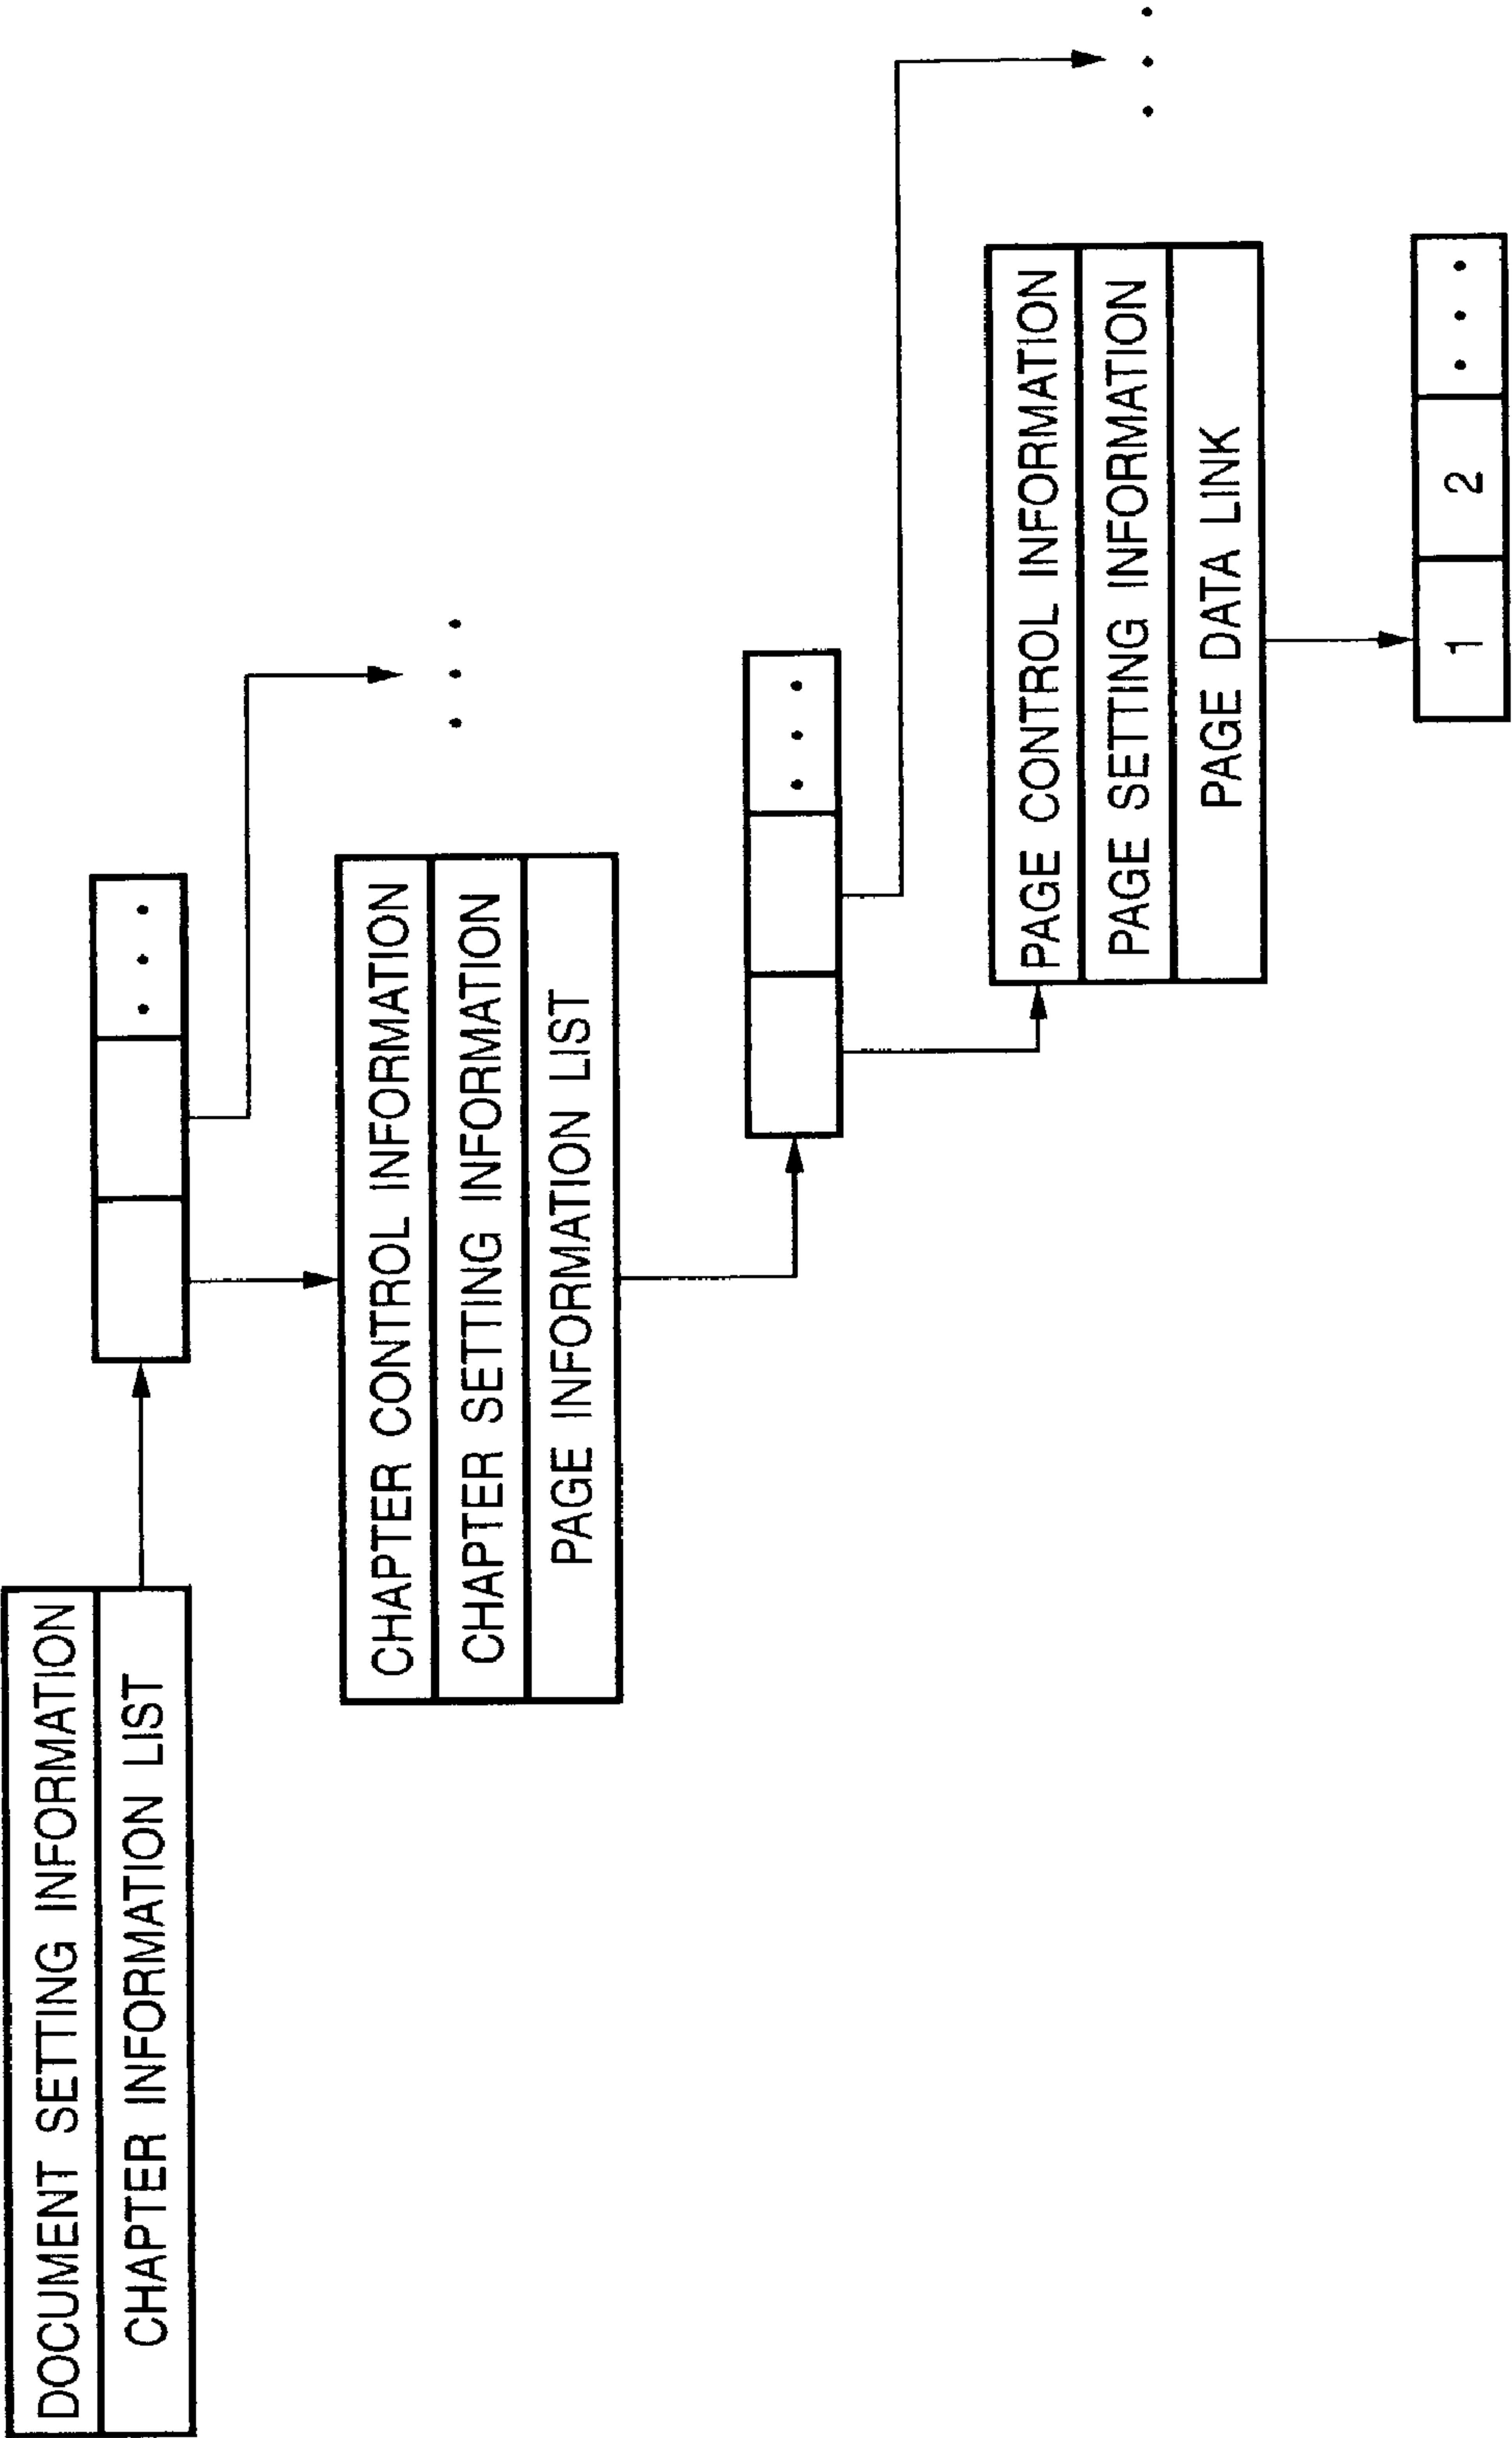 DOCUMENT SETTING INFORMATION
CHAPTER INFORMATION LIST
. . .
CHAPTER CONTROL INFORMATION
CHAPTER SETTING INFORMATION
PAGE INFORMATION LIST
. . .
. . .
PAGE CONTROL INFORMATION
PAGE SETTING INFORMATION
PAGE DATA LINK
. . .
1 2 . . .